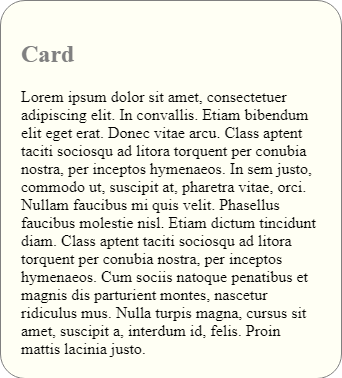 Card
Lorem ipsum dolor sit amet, consectetuer
adipiscing elit. In convallis. Etiam bibendum
elit eget erat. Donec vitae arcu. Class aptent
taciti sociosqu ad litora torquent per conubia
nostra, per inceptos hymenaeos. In sem justo,
commodo ut, suscipit at, pharetra vitae, orci.
Nullam faucibus mi quis velit. Phasellus
faucibus molestie nisl. Etiam dictum tincidunt
diam. Class aptent taciti sociosqu ad litora
torquent per conubia nostra, per inceptos
hymenaeos. Cum sociis natoque penatibus et
magnis dis parturient montes, nascetur
ridiculus mus. Nulla turpis magna, cursus sit
amet, suscipit a, interdum id, felis. Proin
mattis lacinia justo.